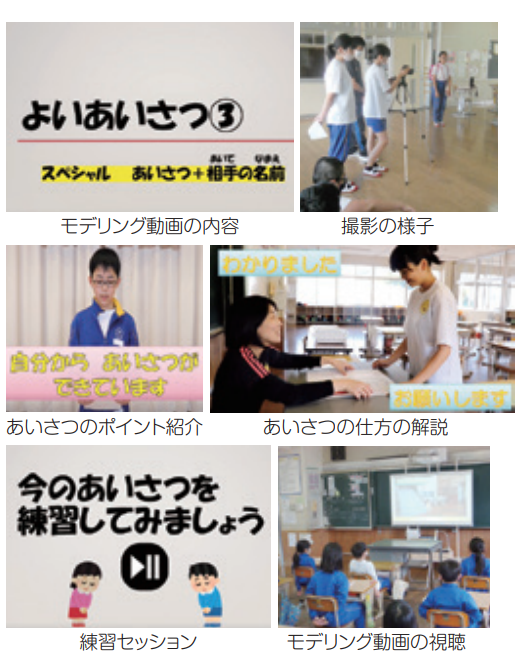 よいあいさつ③
あいて なまえ
スペシャル あいさつ+相手の名前
モデリング動画の内容
撮影の様子
自分から あいさつが
できています
あいさつのポイント紹介
わかりました
お願いします
あいさつの仕方の解説
今のあいさつを
練習してみましょう
練習セッション
モデリング動画の視聴